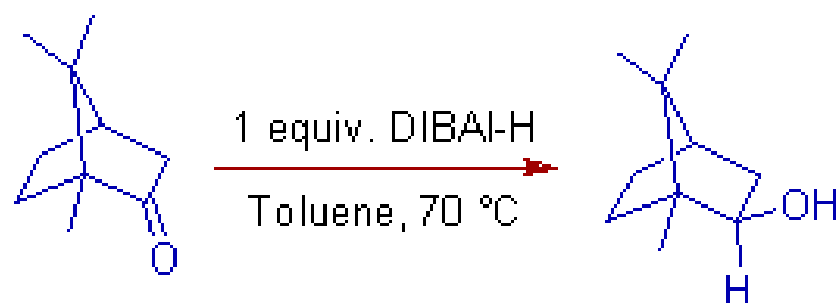 1 equiv. DIBAl-H
Toluene, 70 °C
O
OH
H